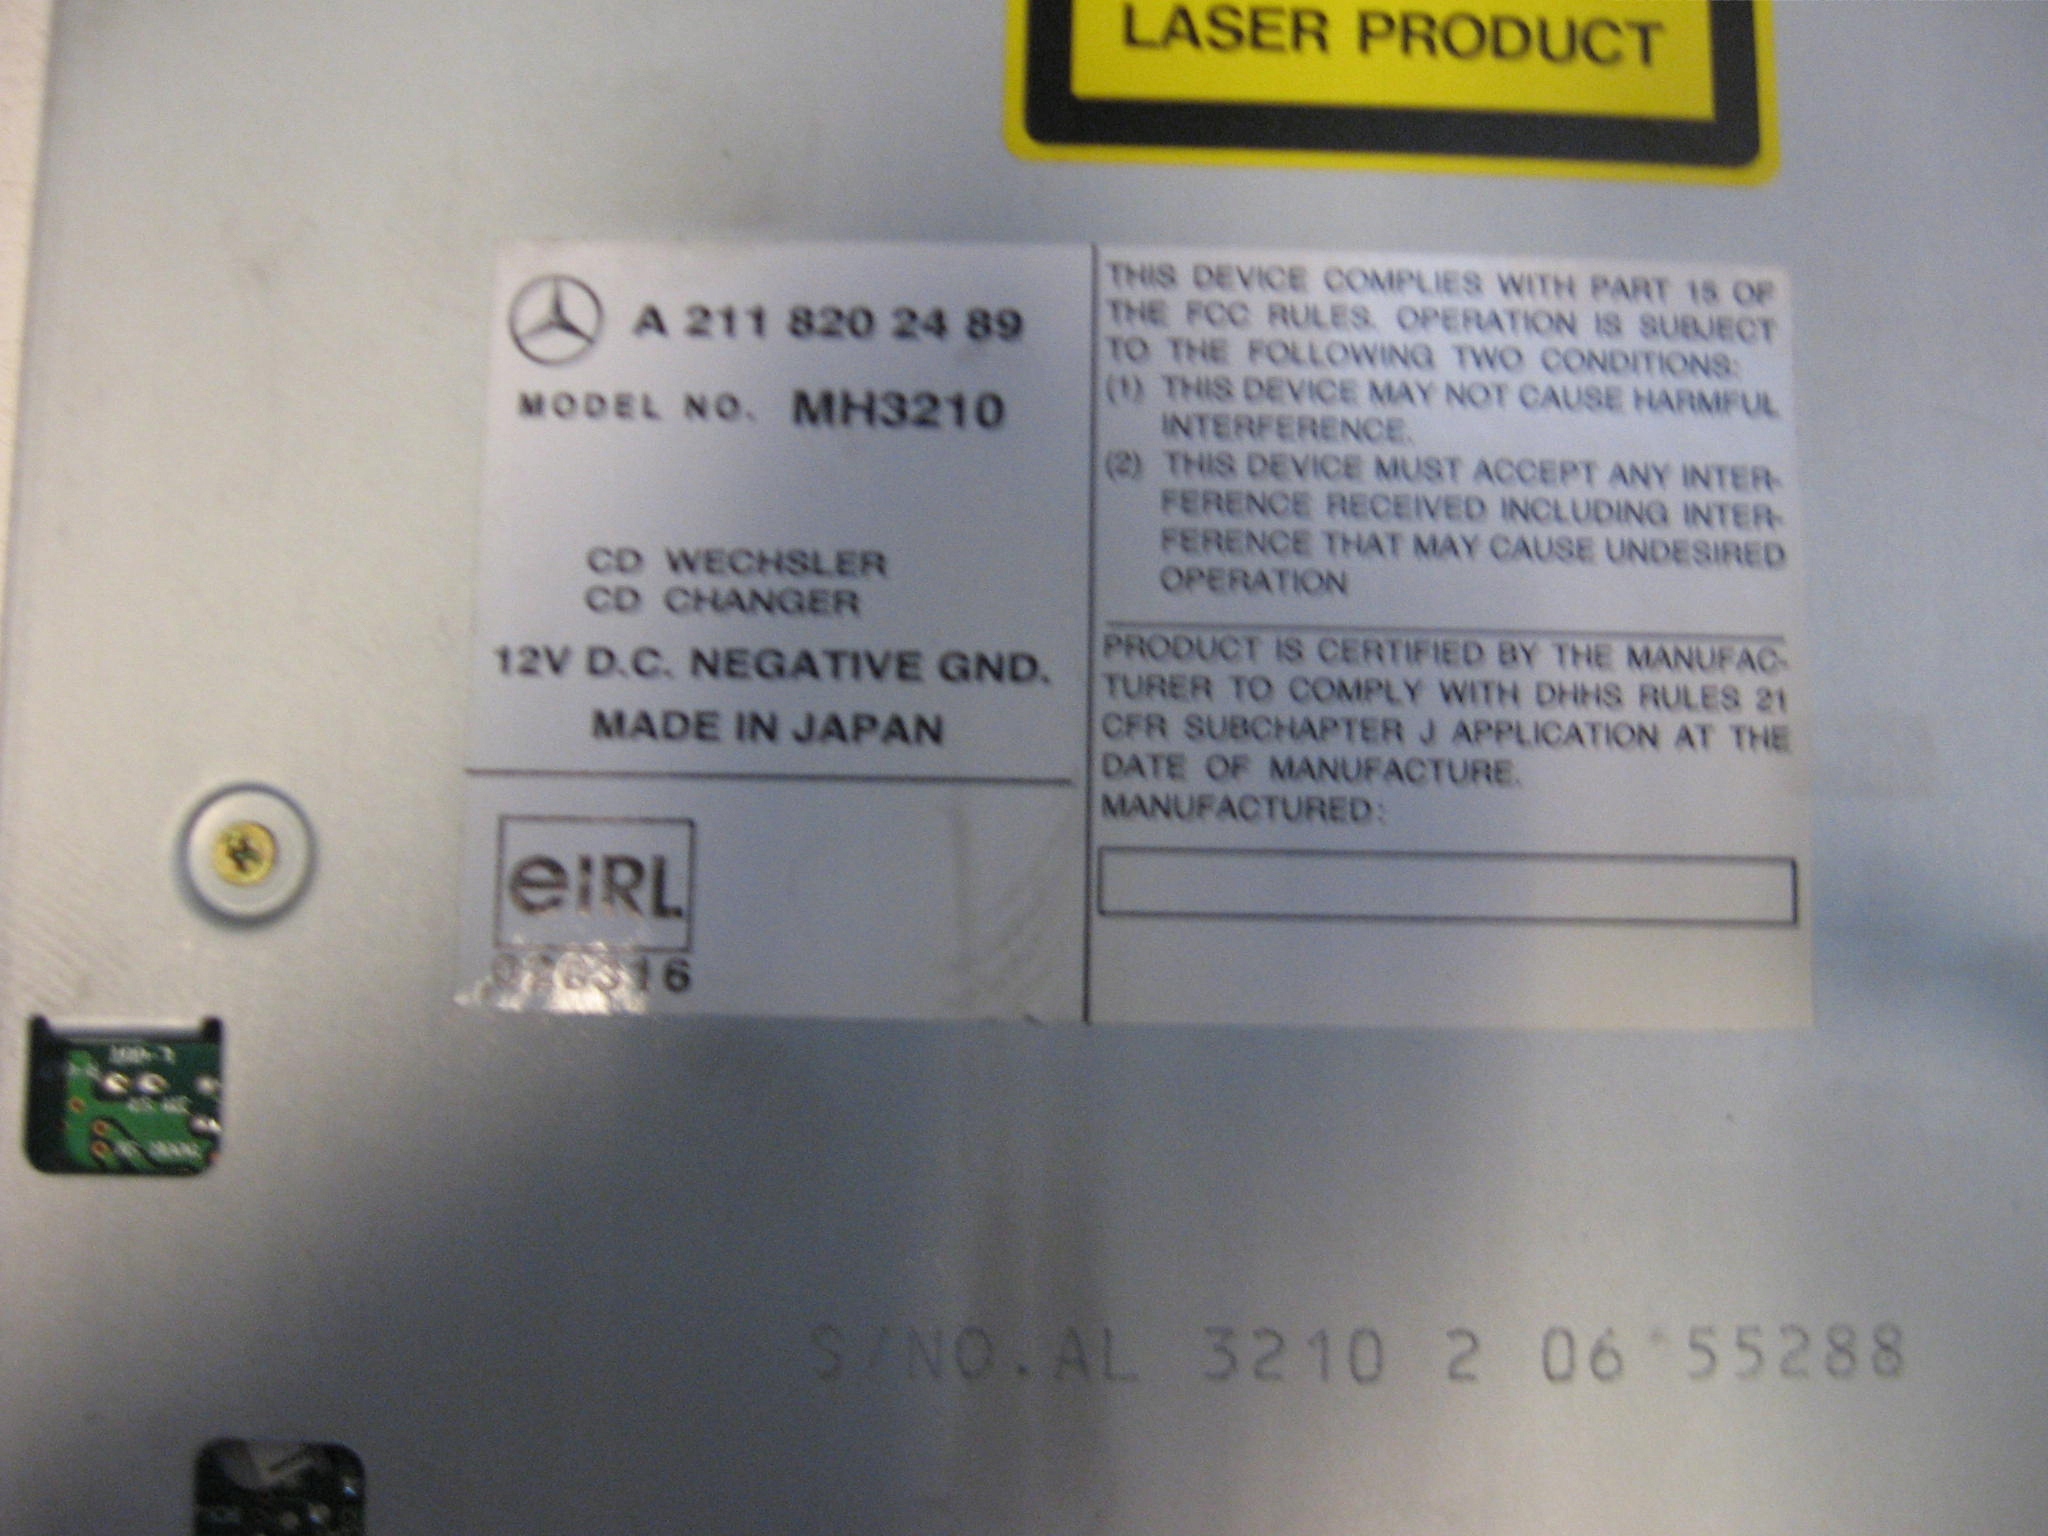 LASER PRODUCT
A 211 820 24 89
MODEL NO. MH3210
CD WECHSLER
CD CHANGER
12V D.C. NEGATIVE GND.
MADE IN JAPAN
eIRL
THIS DEVICE COMPLIES WITH PART 15 OF
THE FCC RULES. OPERATION IS SUBJECT
TO THE FOLLOWING TWO CONDITIONS:
(1) THIS DEVICE MAY NOT CAUSE HARMFUL
INTERFERENCE.
(2) THIS DEVICE MUST ACCEPT ANY INTER-
FERENCE RECEIVED INCLUDING INTER-
FERENCE THAT MAY CAUSE UNDESIRED
OPERATION
PRODUCT IS CERTIFIED BY THE MANUFAC-
TURER TO COMPLY WITH DHHS RULES 21
CFR SUBCHAPTER J APPLICATION AT THE
DATE OF MANUFACTURE.
MANUFACTURED:
S/NO.AL 3210 2 06*55288